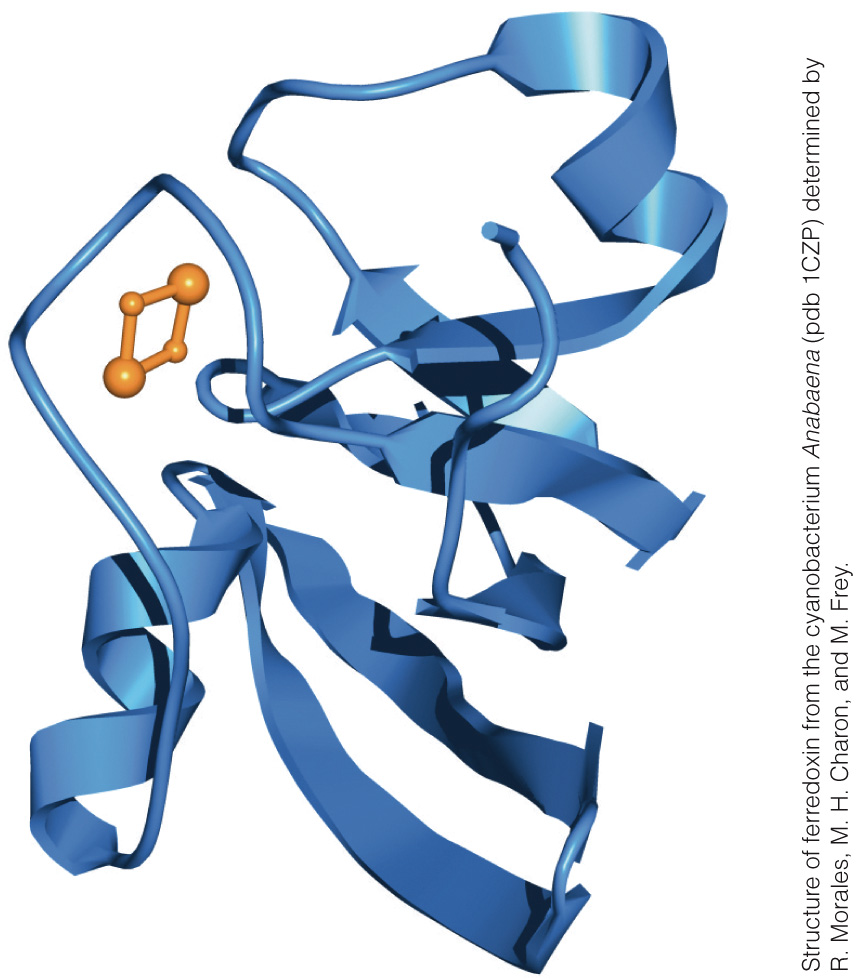 Structure of ferredoxin from the cyanobacterium Anabaena (pdb 1CZP) determined by
R. Morales, M. H. Charon, and M. Frey.